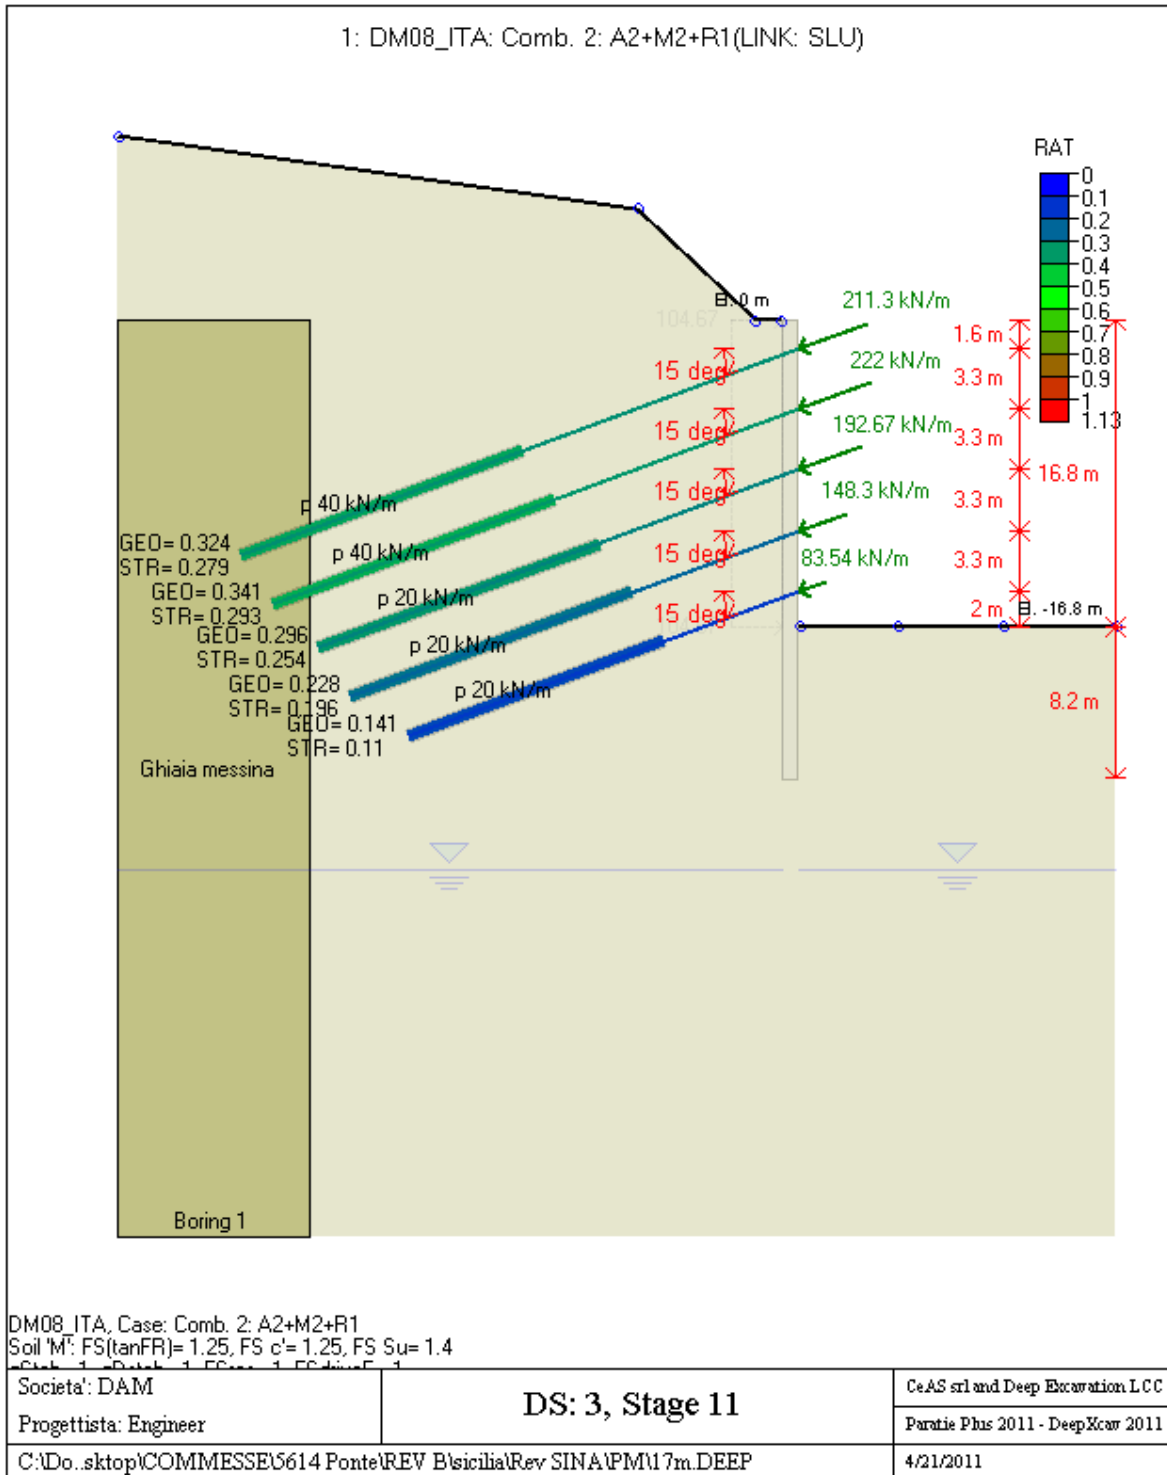 1: DM08_ITA: Comb. 2: A2+M2+R1(LINK: SLU)
RAT
0
0.1
0.2
0.3
0.4
0.5
0.6
0.7
0.8
0.9
1
1.13
El. 0 m
104.67
211.3 kN/m
222 kN/m
192.67 kN/m
148.3 kN/m
83.54 kN/m
1.6 m
3.3 m
3.3 m
3.3 m
3.3 m
2 m
16.8 m
8.2 m
El. -16.8 m
15 deg
15 deg
15 deg
15 deg
15 deg
p 40 kN/m
p 40 kN/m
p 20 kN/m
p 20 kN/m
p 20 kN/m
GEO= 0.324
STR= 0.279
GEO= 0.341
STR= 0.293
GEO= 0.296
STR= 0.254
GEO= 0.228
STR= 0.196
GEO= 0.141
STR= 0.11
Ghiaia messina
Boring 1
DM08_ITA, Case: Comb. 2: A2+M2+R1
Soil 'M': FS(tanFR)= 1.25, FS c'= 1.25, FS Su= 1.4
Societa': DAM
Progettista: Engineer
DS: 3, Stage 11
CeAS srl and Deep Excavation LCC
Paratie Plus 2011 - DeepXcav 2011
C:\Do..sktop\COMMESSE\5614 Ponte\REV B\sicilia\Rev SINA\PM\17m.DEEP
4/21/2011